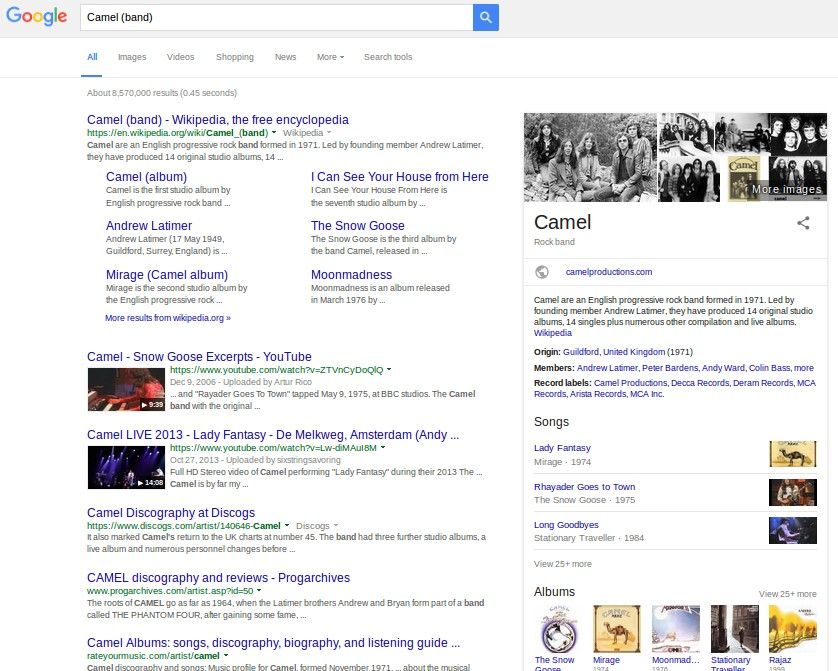 Google
Camel (band)
All Images Videos Shopping News More Search tools
About 8,570,000 results (0.45 seconds)
Camel (band) - Wikipedia, the free encyclopedia
https://en.wikipedia.org/wiki/Camel_(band) Wikipedia
Camel are an English progressive rock band formed in 1971. Led by founding member Andrew Latimer,
they have produced 14 original studio albums, 14 ...
Camel (album)
Camel is the first studio album by
English progressive rock band ...
I Can See Your House from Here
I Can See Your House From Here is
the seventh studio album by ...
Andrew Latimer
Andrew Latimer (17 May 1949,
Guildford, Surrey, England) is ...
The Snow Goose
The Snow Goose is the third album by
the band Camel, released in ...
Mirage (Camel album)
Mirage is the second studio album by
the English progressive rock ...
Moonmadness
Moonmadness is an album released
in March 1976 by ...
More results from wikipedia.org »
Camel - Snow Goose Excerpts - YouTube
https://www.youtube.com/watch?v=ZTVnCyDoQlQ
Dec 9, 2006 - Uploaded by Artur Rico
... and "Rayader Goes To Town" tapped May 9, 1975, at BBC studios. The Camel
band with the original ...
9:39
Camel LIVE 2013 - Lady Fantasy - De Melkweg, Amsterdam (Andy ...
https://www.youtube.com/watch?v=Lw-diMAuI8M
Oct 27, 2013 - Uploaded by sixstringsavoring
Full HD Stereo video of Camel performing "Lady Fantasy" during their 2013 The ...
Camel is by far my ...
14:08
Camel Discography at Discogs
https://www.discogs.com/artist/140646-Camel Discogs
It also marked Camel's return to the UK charts at number 45. The band had three further studio albums, a
live album and numerous personnel changes before ...
CAMEL discography and reviews - Progarchives
www.progarchives.com/artist.asp?id=50
The roots of CAMEL go as far as 1964, when the Latimer brothers Andrew and Bryan form part of a band
called THE PHANTOM FOUR, after gaining some fame, ...
Camel Albums: songs, discography, biography, and listening guide ...
rateyourmusic.com/artist/camel
Camel discography and songs: Music profile for Camel, formed November 1971. ... about the musical
Camel
More images
Camel
Rock band
camelproductions.com
Camel are an English progressive rock band formed in 1971. Led by
founding member Andrew Latimer, they have produced 14 original studio
albums, 14 singles plus numerous other compilation and live albums.
Wikipedia
Origin: Guildford, United Kingdom (1971)
Members: Andrew Latimer, Peter Bardens, Andy Ward, Colin Bass, more
Record labels: Camel Productions, Decca Records, Deram Records, MCA
Records, Arista Records, MCA Inc.
Songs
Lady Fantasy
Mirage · 1974
Rhayader Goes to Town
The Snow Goose · 1975
Long Goodbyes
Stationary Traveller · 1984
View 25+ more
Albums View 25+ more
The Snow
Goose
Mirage
1974
Moonmad...
1976
Stationary
Traveller
Rajaz
1999